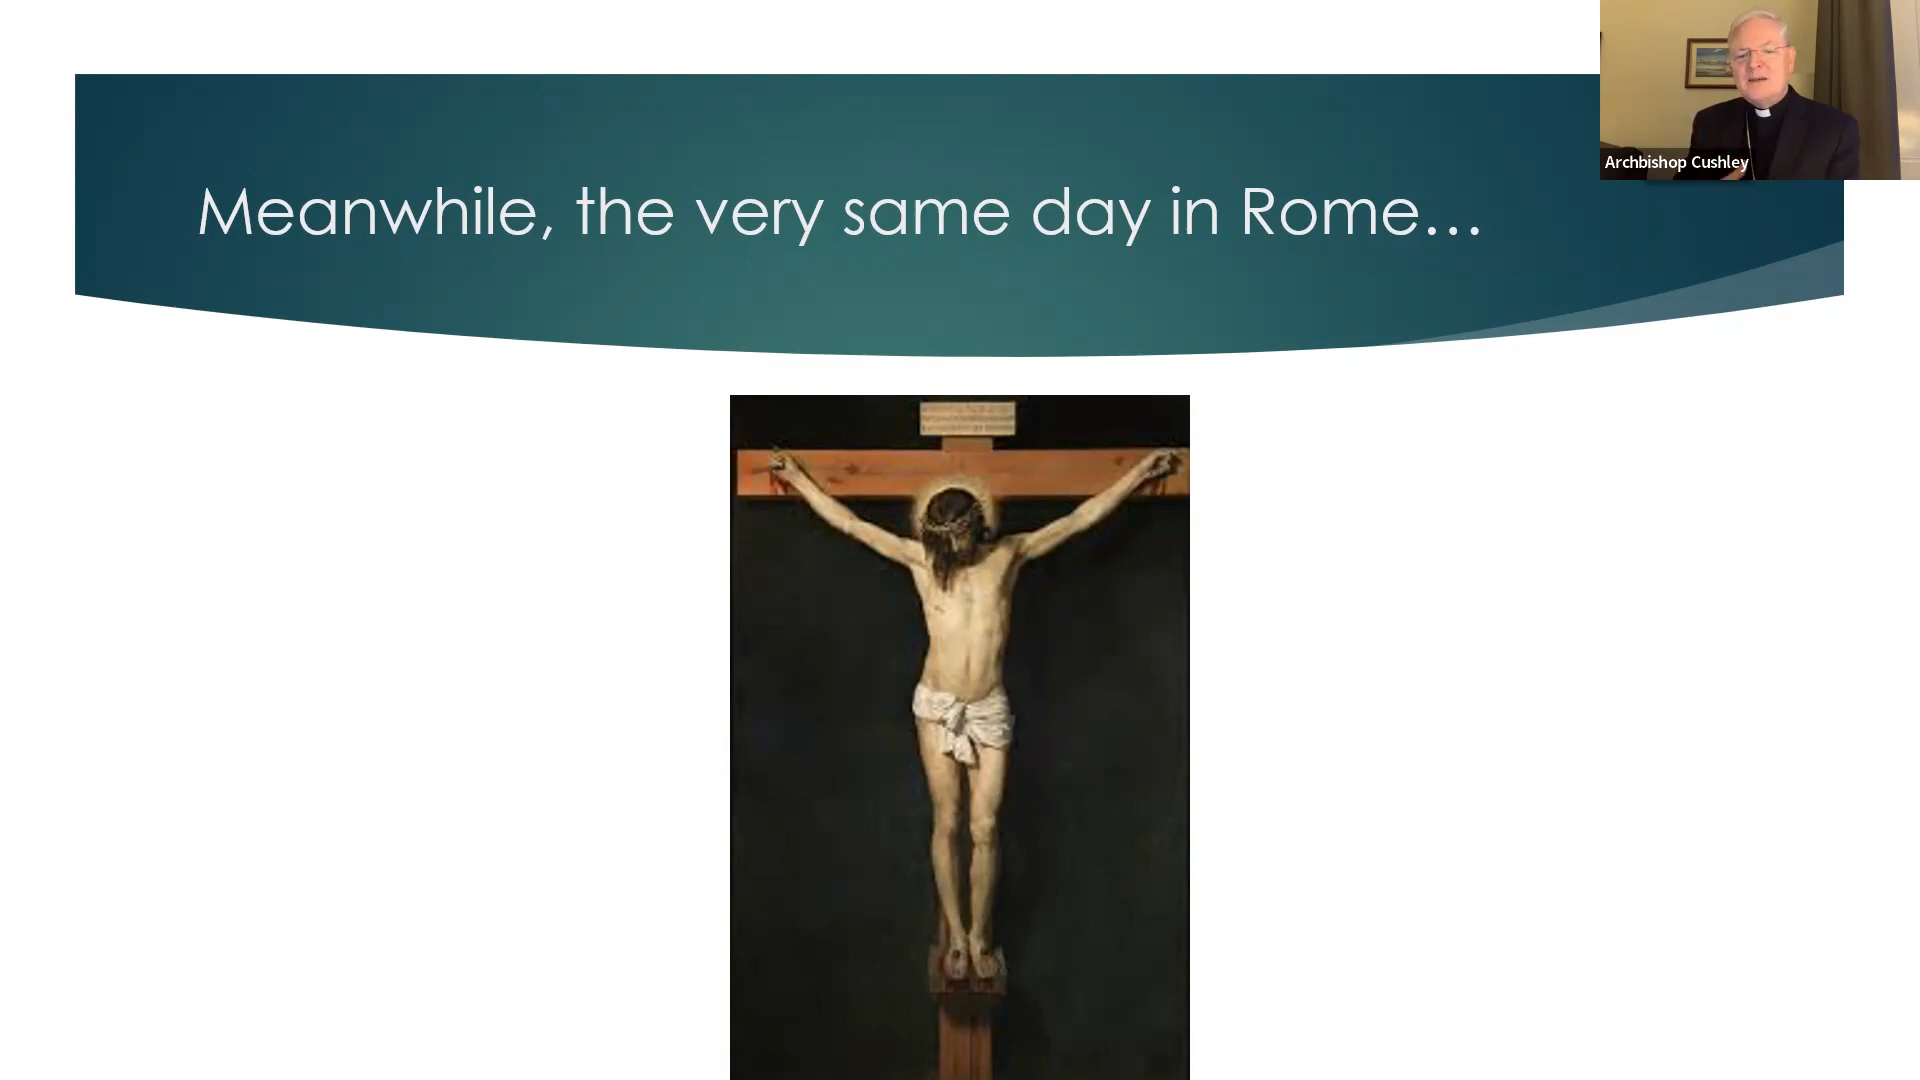 Meanwhile, the very same day in Rome…
Archbishop Cushley